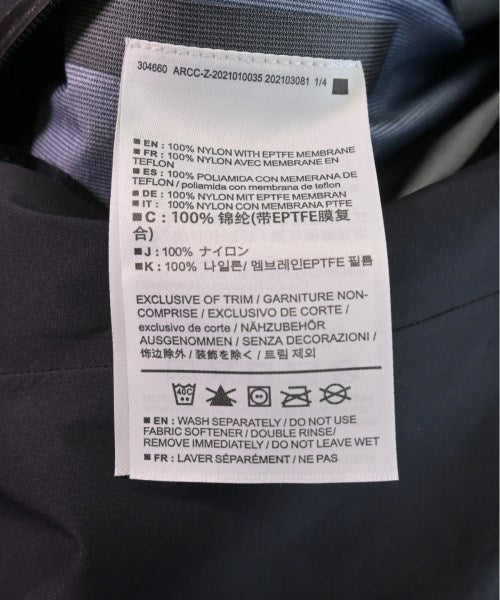 304660 ARCC-Z-2021010035 202103081 1/4
EN : 100% NYLON WITH EPTFE MEMBRANE
FR : 100% NYLON AVEC MEMBRANE EN
TEFLON
ES : 100% POLIAMIDA CON MEMERANA DE
TEFLON / poliamida con membrana de teflon
DE : 100% NYLON MIT EPTFE MEMBRAN
IT : 100% NYLON CON MEMBRANA PTFE
C : 100% 锦纶(带EPTFE膜复
合)
J : 100% ナイロン
K : 100% 나일론/ 멤브레인EPTFE 필름
EXCLUSIVE OF TRIM / GARNITURE NON-
COMPRISE / EXCLUSIVO DE CORTE /
exclusivo de corte / NÄHZUBEHÖR
AUSGENOMMEN / SENZA DECORAZIONI /
饰边除外 / 装飾を除く / 트림 제외
40C
EN : WASH SEPARATELY / DO NOT USE
FABRIC SOFTENER / DOUBLE RINSE/
REMOVE IMMEDIATELY / DO NOT LEAVE WET
FR : LAVER SÉPARÉMENT / NE PAS